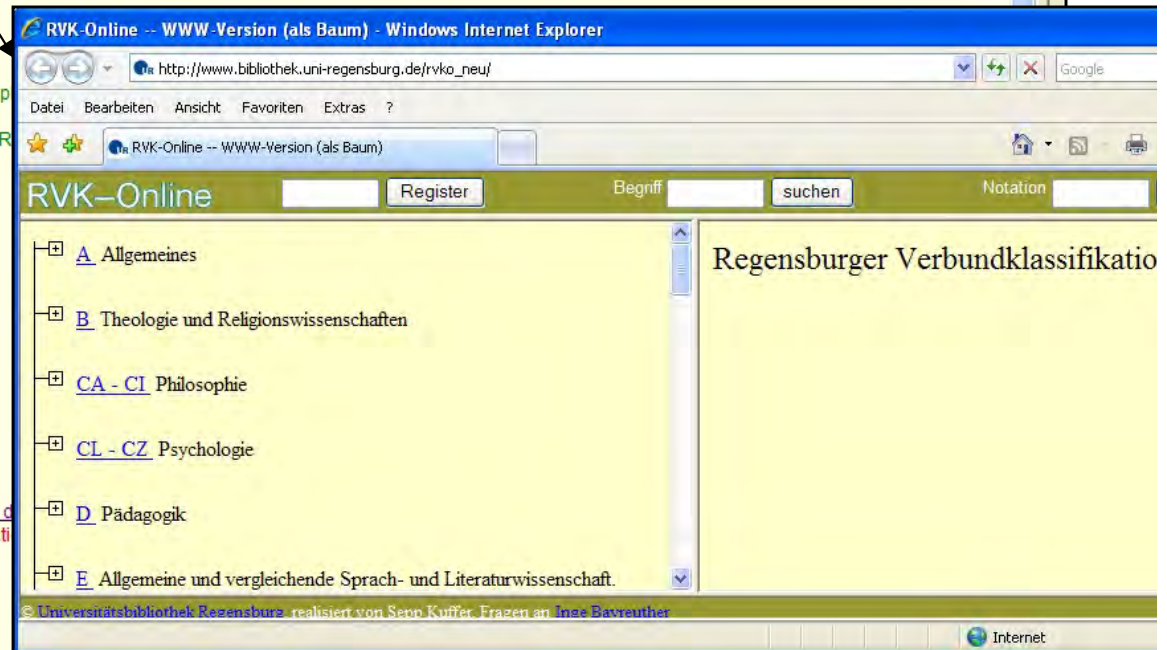 RVK-Online -- WWW-Version (als Baum) - Windows Internet Explorer
http://www.bibliothek.uni-regensburg.de/rvko_neu/
Google
Datei Bearbeiten Ansicht Favoriten Extras ?
RVK-Online -- WWW-Version (als Baum)
RVK–Online Register Begriff suchen Notation
A Allgemeines
Regensburger Verbundklassifikatio
B Theologie und Religionswissenschaften
CA - CI Philosophie
CL - CZ Psychologie
D Pädagogik
E Allgemeine und vergleichende Sprach- und Literaturwissenschaft.
© Universitätsbibliothek Regensburg, realisiert von Sepp Kuffer, Fragen an Inge Bayreuther
Internet